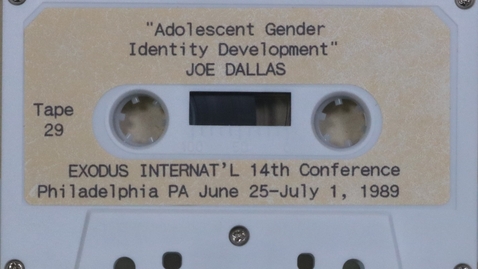 "Adolescent Gender
Identity Development"
JOE DALLAS
Tape
29
EXODUS INTERNAT'L 14th Conference
Philadelphia PA June 25-July 1, 1989